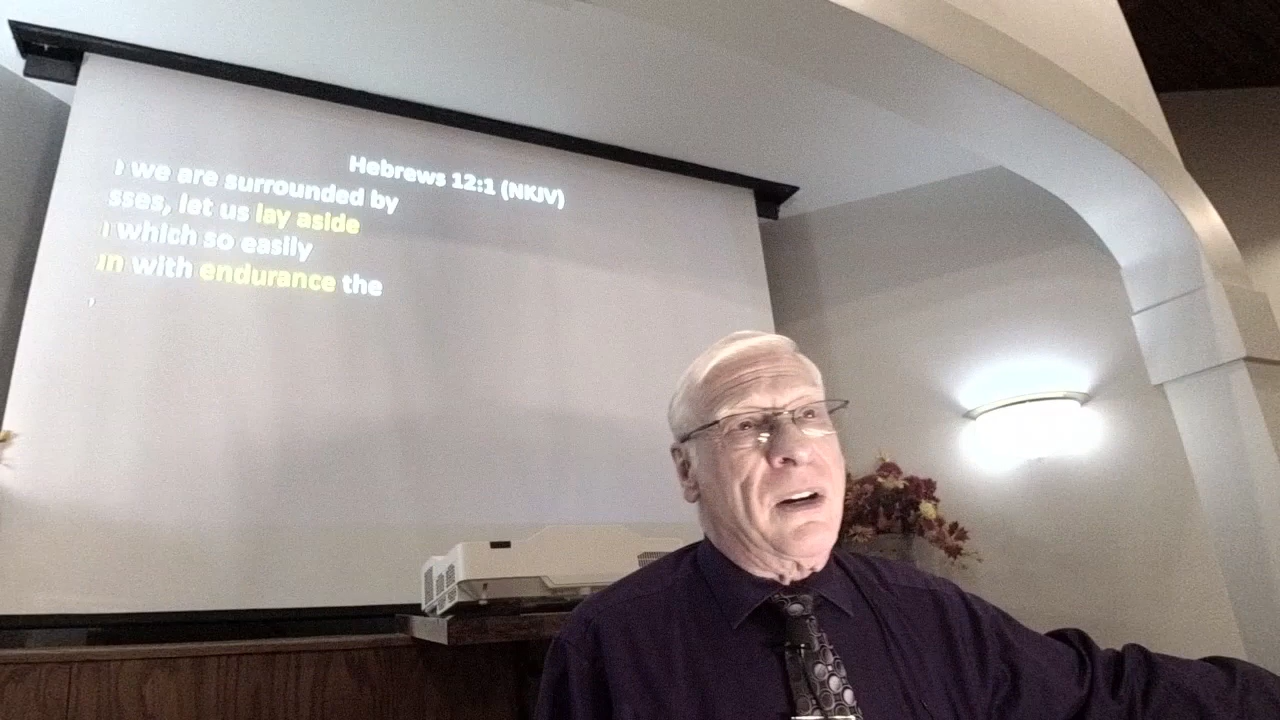 Hebrews 12:1 (NKJV)
we are surrounded by
sses, let us lay aside
which so easily
with endurance the
,